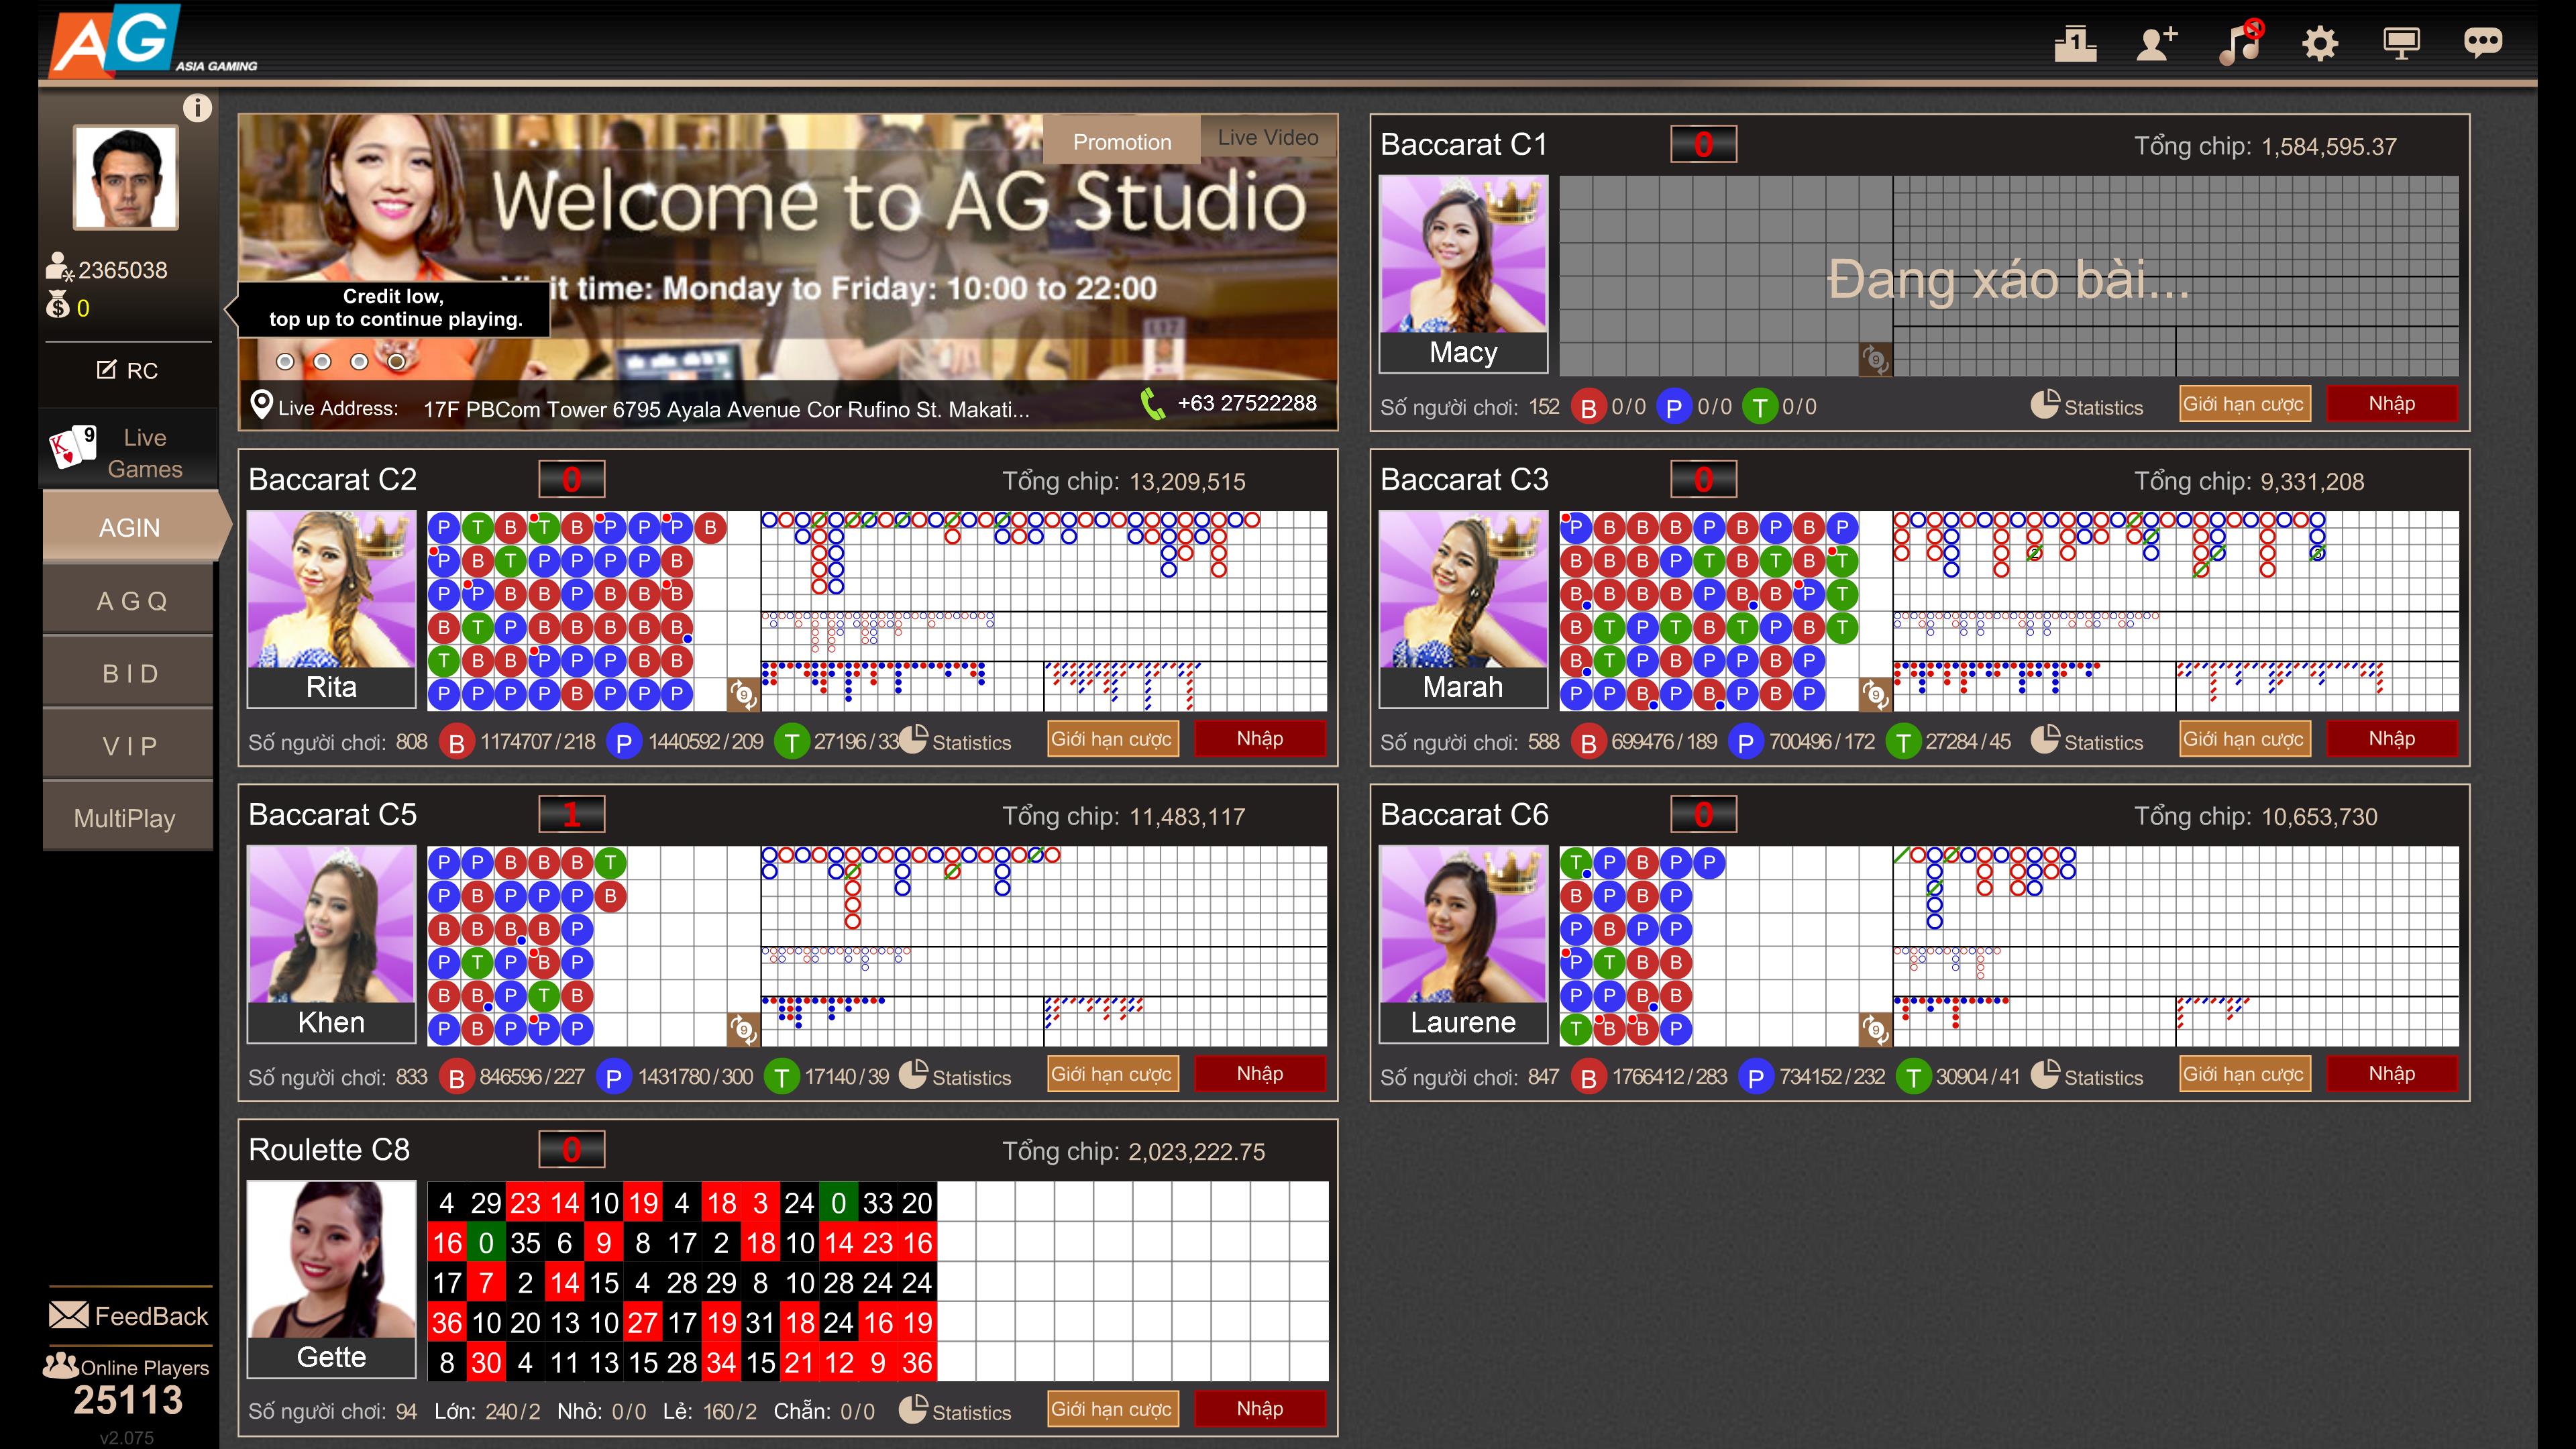 AG
ASIA GAMING
1
i
2365038
0
Credit low,
top up to continue playing.
RC
Live
Games
AGIN
AGQ
BID
VIP
MultiPlay
FeedBack
Online Players
25113
v2.075
Promotion
Live Video
Welcome to AG Studio
it time: Monday to Friday: 10:00 to 22:00
Live Address: 17F PBCom Tower 6795 Ayala Avenue Cor Rufino St. Makati...
+63 27522288
Baccarat C1 0 Tổng chip: 1,584,595.37
Đang xáo bài...
Macy
Số người chơi: 152 B 0/0 P 0/0 T 0/0 Statistics Giới hạn cược Nhập
Baccarat C2 0 Tổng chip: 13,209,515
P T B T B P P P B
P B T P P P P B
P P B B P B B B
B T P B B B B B
T B B P P P B B
P P P P B P P P
Rita
Số người chơi: 808 B 1174707/218 P 1440592/209 T 27196/33 Statistics Giới hạn cược Nhập
Baccarat C3 0 Tổng chip: 9,331,208
P B B B P B P B P
B B B P T B T B T
B B B B P B B P T
B T P T B T P B T
B T P B P P B P
P P B P B P B P
Marah
Số người chơi: 588 B 699476/189 P 700496/172 T 27284/45 Statistics Giới hạn cược Nhập
Baccarat C5 1 Tổng chip: 11,483,117
P P B B B T
P B P P P B
B B B B P
P T P B P
B B P T B
P B P P P
Khen
Số người chơi: 833 B 846596/227 P 1431780/300 T 17140/39 Statistics Giới hạn cược Nhập
Baccarat C6 0 Tổng chip: 10,653,730
T P B P P
B P B P
P B P P
P T B B
P P B B
T B B P
Laurene
Số người chơi: 847 B 1766412/283 P 734152/232 T 30904/41 Statistics Giới hạn cược Nhập
Roulette C8 0 Tổng chip: 2,023,222.75
4 29 23 14 10 19 4 18 3 24 0 33 20
16 0 35 6 9 8 17 2 18 10 14 23 16
17 7 2 14 15 4 28 29 8 10 28 24 24
36 10 20 13 10 27 17 19 31 18 24 16 19
8 30 4 11 13 15 28 34 15 21 12 9 36
Gette
Số người chơi: 94 Lớn: 240/2 Nhỏ: 0/0 Lẻ: 160/2 Chẵn: 0/0 Statistics Giới hạn cược Nhập